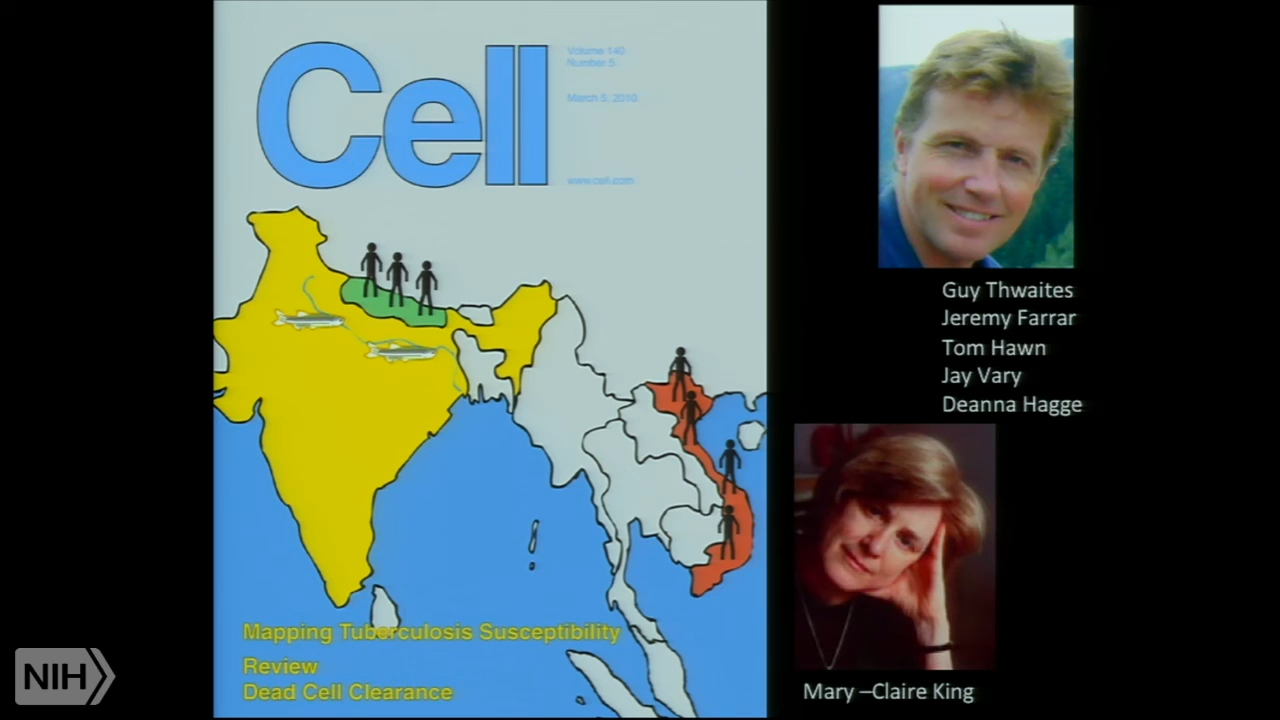 Cell
Volume 140
Number 5
March 5, 2010
www.cell.com
Mapping Tuberculosis Susceptibility
Review
Dead Cell Clearance
Guy Thwaites
Jeremy Farrar
Tom Hawn
Jay Vary
Deanna Hagge
Mary –Claire King
NIH